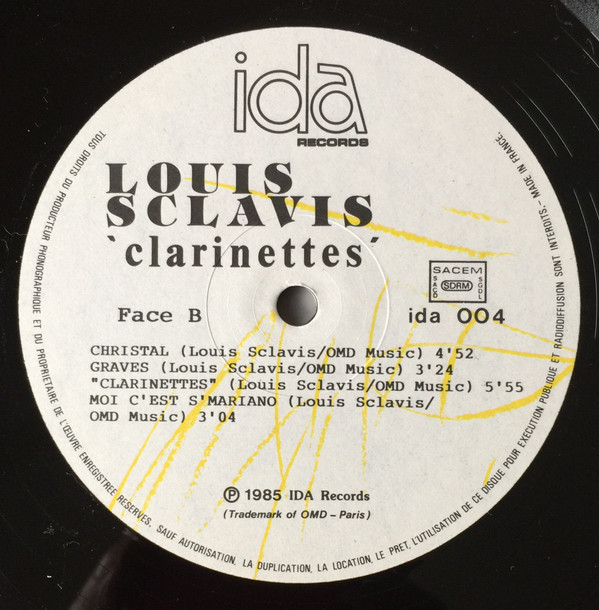 ida
RECORDS
LOUIS
SCLAVIS
`clarinettes´
Face B
SACEM
SACD
SDRM
SGDL
ida 004
CHRISTAL (Louis Sclavis/OMD Music) 4'52
GRAVES (Louis Sclavis/OMD Music) 3'24
"CLARINETTES" (Louis Sclavis/OMD Music) 5'55
MOI C'EST S'MARIANO (Louis Sclavis/
OMD Music) 3'04
℗ 1985 IDA Records
(Trademark of OMD – Paris)
TOUS DROITS DU PRODUCTEUR PHONOGRAPHIQUE ET DU PROPRIETAIRE DE L'ŒUVRE ENREGISTREE RESERVES. SAUF AUTORISATION, LA DUPLICATION, LA LOCATION, LE PRET, L'UTILISATION DE CE DISQUE POUR EXECUTION PUBLIQUE ET RADIODIFFUSION SONT INTERDITS. – MADE IN FRANCE.